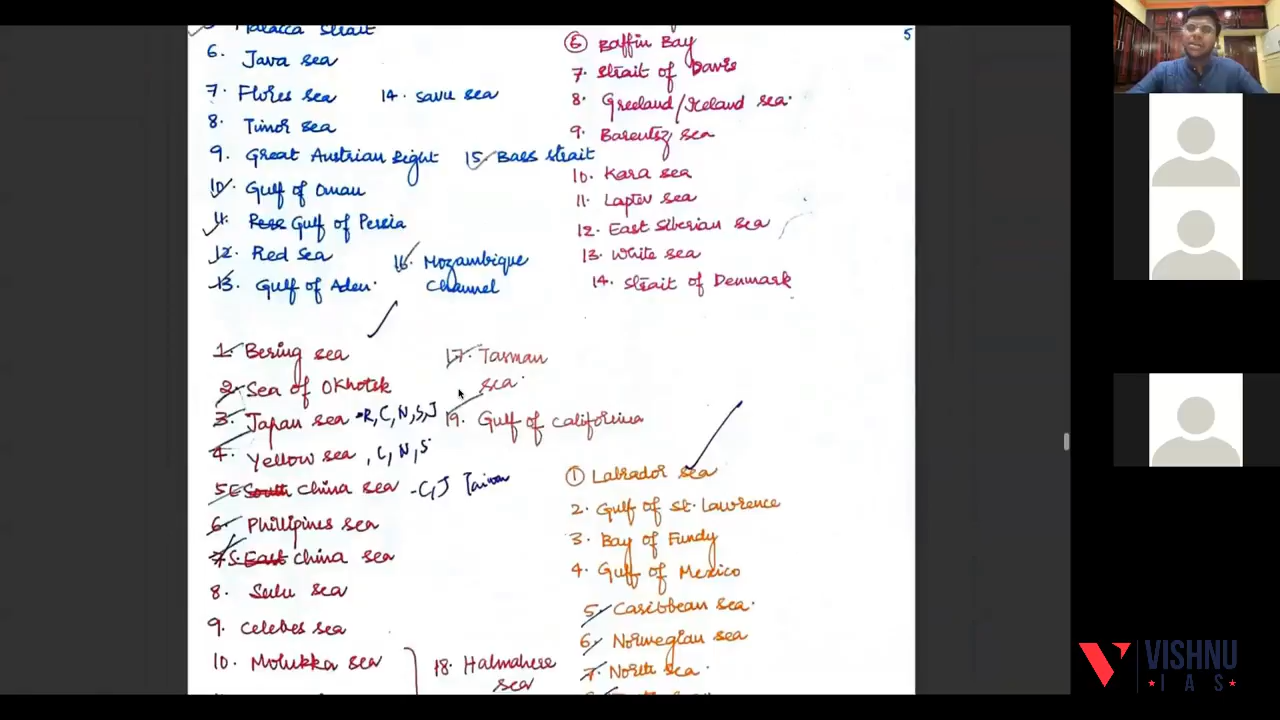 Malacca strait
6. Java sea
7. Flores sea 14. savu sea
8. Timor sea
9. Great Austrian Bight 15. Bass strait
10. Gulf of Oman
11. Gulf of Persia
12. Red sea
13. Gulf of Aden.
16. Mozambique
Channel
5
6 Baffin Bay
7. strait of Davis
8. Greeland/Iceland sea.
9. Barentsz sea
10. Kara sea
11. Laptev sea
12. East Siberian sea
13. White sea
14. strait of Denmark
1. Bering sea
2. Sea of Okhotsk
3. Japan sea - R, C, N, S, J
4. Yellow sea, C, N, S
5. E South China sea - C, J Taiwan
6. Phillipines sea
7. S. East China sea
8. Sulu sea
9. Celebes sea
10. Molukka sea
17. Tasman
sea.
19. Gulf of california
18. Halmahere
sea
1 Labrador sea
2. Gulf of St. Lawrence
3. Bay of Fundy
4. Gulf of Mexico
5. Caribbean sea.
6. Norwegian sea
7. North sea.
VISHNU
IAS